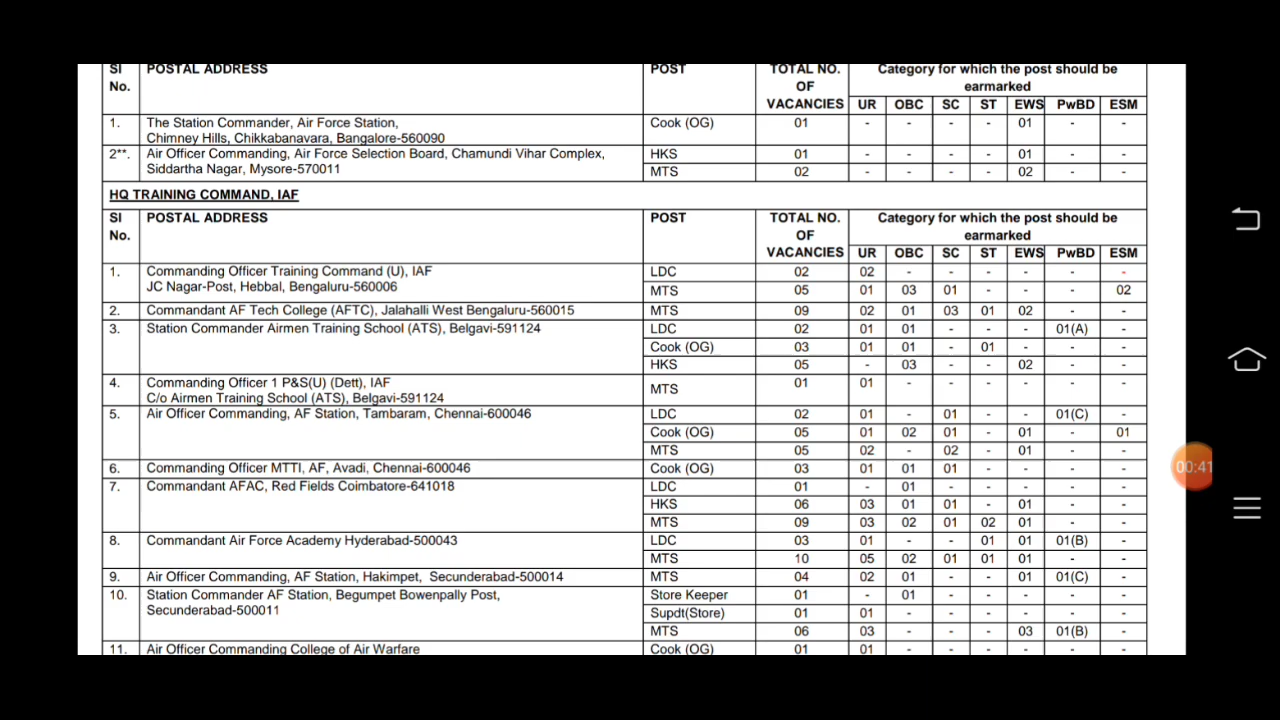 SI No. POSTAL ADDRESS POST TOTAL NO. OF VACANCIES Category for which the post should be earmarked
UR OBC SC ST EWS PwBD ESM
1. The Station Commander, Air Force Station, Cook (OG) 01 - - - - 01 - -
Chimney Hills, Chikkabanavara, Bangalore-560090
2**. Air Officer Commanding, Air Force Selection Board, Chamundi Vihar Complex, HKS 01 - - - - 01 - -
Siddartha Nagar, Mysore-570011 MTS 02 - - - - 02 - -
HQ TRAINING COMMAND, IAF
SI No. POSTAL ADDRESS POST TOTAL NO. OF VACANCIES Category for which the post should be earmarked
UR OBC SC ST EWS PwBD ESM
1. Commanding Officer Training Command (U), IAF LDC 02 02 - - - - - -
JC Nagar-Post, Hebbal, Bengaluru-560006 MTS 05 01 03 01 - - - 02
2. Commandant AF Tech College (AFTC), Jalahalli West Bengaluru-560015 MTS 09 02 01 03 01 02 - -
3. Station Commander Airmen Training School (ATS), Belgavi-591124 LDC 02 01 01 - - - 01(A) -
Cook (OG) 03 01 01 - 01 - - -
HKS 05 - 03 - - 02 - -
4. Commanding Officer 1 P&S(U) (Dett), IAF MTS 01 01 - - - - - -
C/o Airmen Training School (ATS), Belgavi-591124
5. Air Officer Commanding, AF Station, Tambaram, Chennai-600046 LDC 02 01 - 01 - - 01(C) -
Cook (OG) 05 01 02 01 - 01 - 01
MTS 05 02 - 02 - 01 - -
6. Commanding Officer MTTI, AF, Avadi, Chennai-600046 Cook (OG) 03 01 01 01 - - - -
7. Commandant AFAC, Red Fields Coimbatore-641018 LDC 01 - 01 - - - - -
HKS 06 03 01 01 - 01 - -
MTS 09 03 02 01 02 01 - -
8. Commandant Air Force Academy Hyderabad-500043 LDC 03 01 - - 01 01 01(B) -
MTS 10 05 02 01 01 01 - -
9. Air Officer Commanding, AF Station, Hakimpet, Secunderabad-500014 MTS 04 02 01 - - 01 01(C) -
10. Station Commander AF Station, Begumpet Bowenpally Post, Store Keeper 01 - 01 - - - - -
Secunderabad-500011 Supdt(Store) 01 01 - - - - - -
MTS 06 03 - - - 03 01(B) -
11. Air Officer Commanding College of Air Warfare Cook (OG) 01 01 - - - - - -
00:41